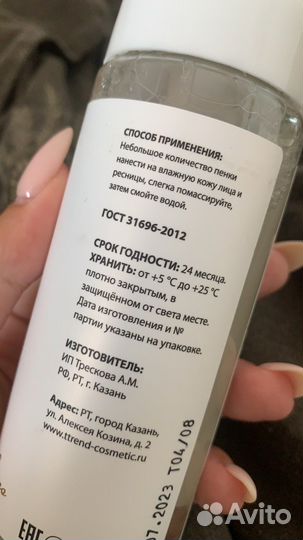 СПОСОБ ПРИМЕНЕНИЯ:
Небольшое количество пенки
нанести на влажную кожу лица и
ресницы, слегка помассируйте,
затем смойте водой.
ГОСТ 31696-2012
СРОК ГОДНОСТИ: 24 месяца.
ХРАНИТЬ: от +5 °C до +25 °C
плотно закрытым, в
защищённом от света месте.
Дата изготовления и №
партии указаны на упаковке.
ИЗГОТОВИТЕЛЬ:
ИП Трескова А.М.
РФ, РТ, г. Казань
Адрес: РТ, город Казань,
ул. Алексея Козина, д. 2
www.ttrend-cosmetic.ru
07.2023 Т04/08
EAC
Avito